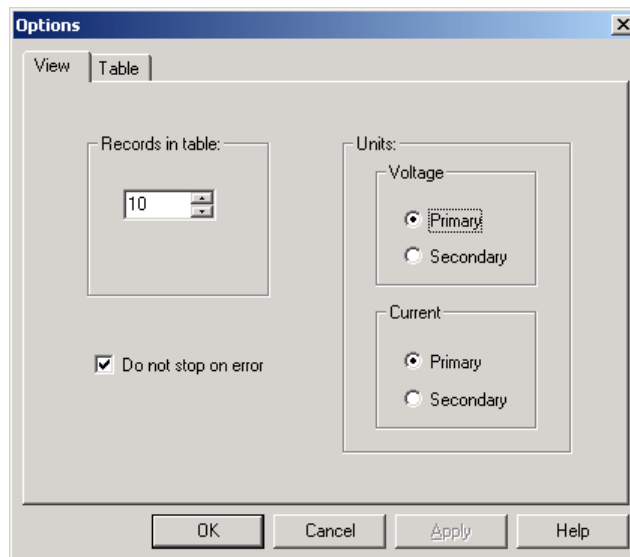 Options
View Table
Records in table:
10
Do not stop on error
Units:
Voltage
Primary
Secondary
Current
Primary
Secondary
OK Cancel Apply Help